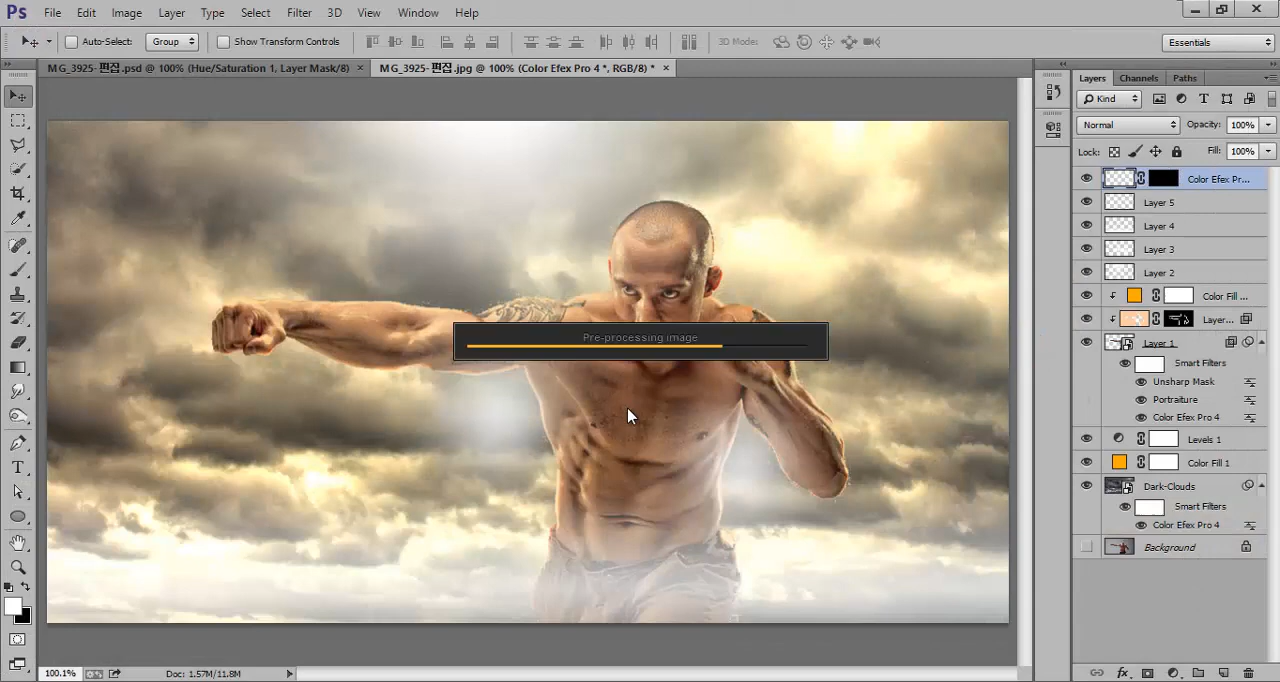 Ps File Edit Image Layer Type Select Filter 3D View Window Help
Auto-Select: Group Show Transform Controls 3D Mode: Essentials
MG_3925-편집.psd @ 100% (Hue/Saturation 1, Layer Mask/8) × MG_3925-편집.jpg @ 100% (Color Efex Pro 4 *, RGB/8) * ×
Layers Channels Paths
Kind
Normal Opacity: 100%
Lock: Fill: 100%
Color Efex Pr...
Layer 5
Layer 4
Layer 3
Layer 2
Color Fill ...
Layer...
Layer 1
Smart Filters
Unsharp Mask
Portraiture
Color Efex Pro 4
Levels 1
Color Fill 1
Dark-Clouds
Smart Filters
Color Efex Pro 4
Background
Pre-processing image
100.1% Doc: 1.57M/11.8M